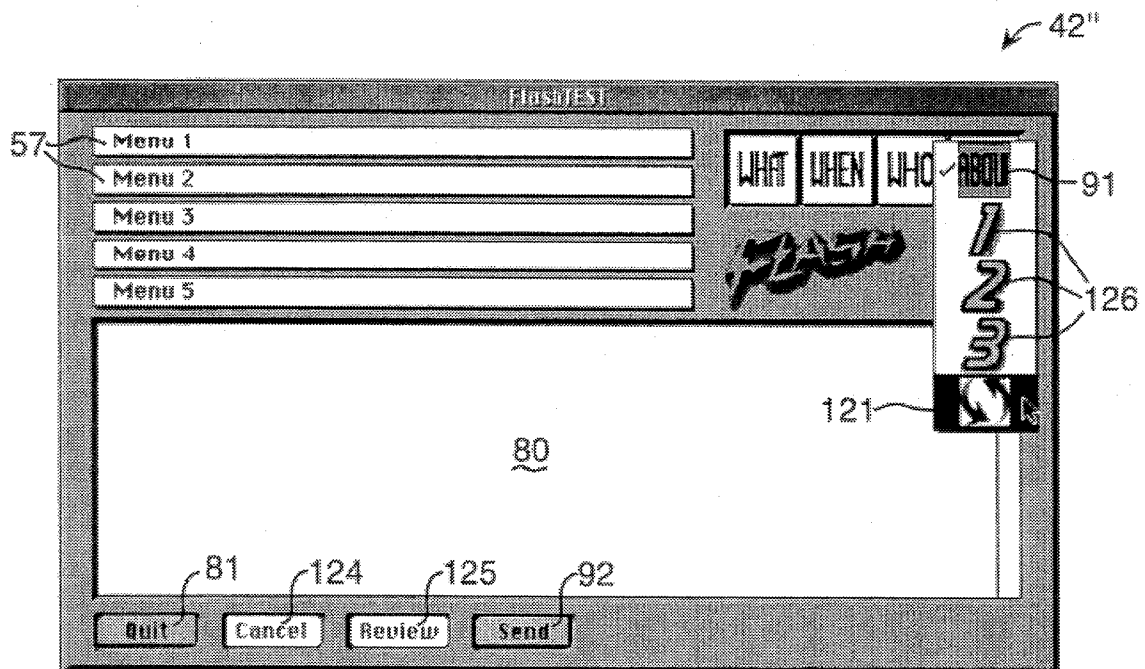 42"
FlashTEST
57
Menu 1
Menu 2
Menu 3
Menu 4
Menu 5
WHAT WHEN WHO ABOUT
91
FLASH
1
2
3
126
121
80
81 124 125 92
Quit Cancel Review Send